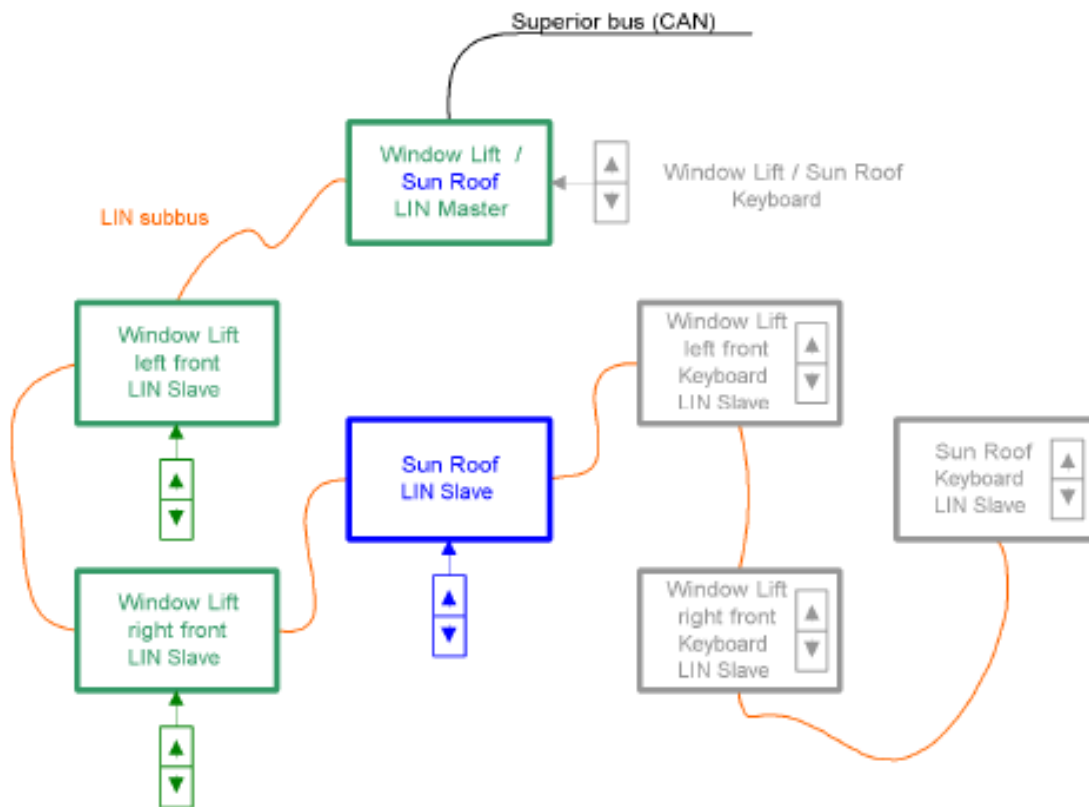 Superior bus (CAN)
Window Lift /
Sun Roof
LIN Master
Window Lift / Sun Roof
Keyboard
LIN subbus
Window Lift
left front
LIN Slave
Window Lift
left front
Keyboard
LIN Slave
Sun Roof
LIN Slave
Sun Roof
Keyboard
LIN Slave
Window Lift
right front
LIN Slave
Window Lift
right front
Keyboard
LIN Slave